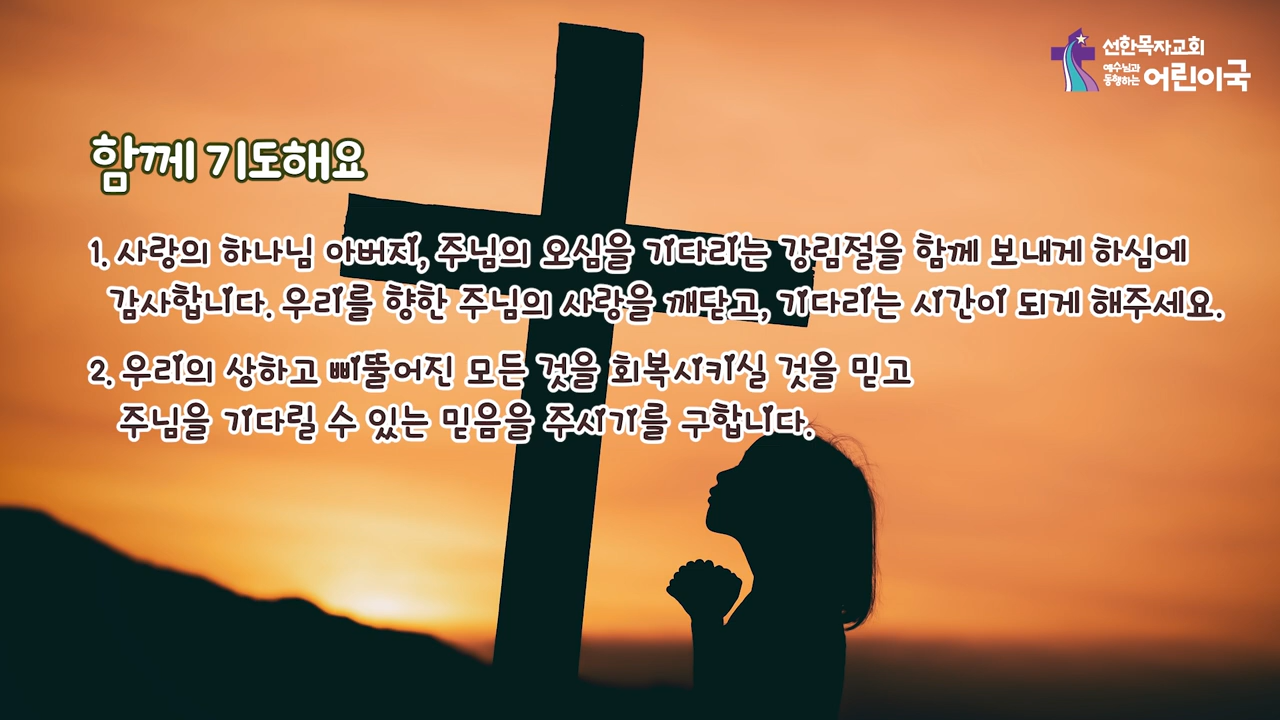 선한목자교회
예수님과
동행하는 어린이국
함께 기도해요
1. 사랑의 하나님 아버지, 주님의 오심을 기다리는 강림절을 함께 보내게 하심에
감사합니다. 우리를 향한 주님의 사랑을 깨닫고, 기다리는 시간이 되게 해주세요.
2. 우리의 상하고 삐뚤어진 모든 것을 회복시키실 것을 믿고
주님을 기다릴 수 있는 믿음을 주시기를 구합니다.